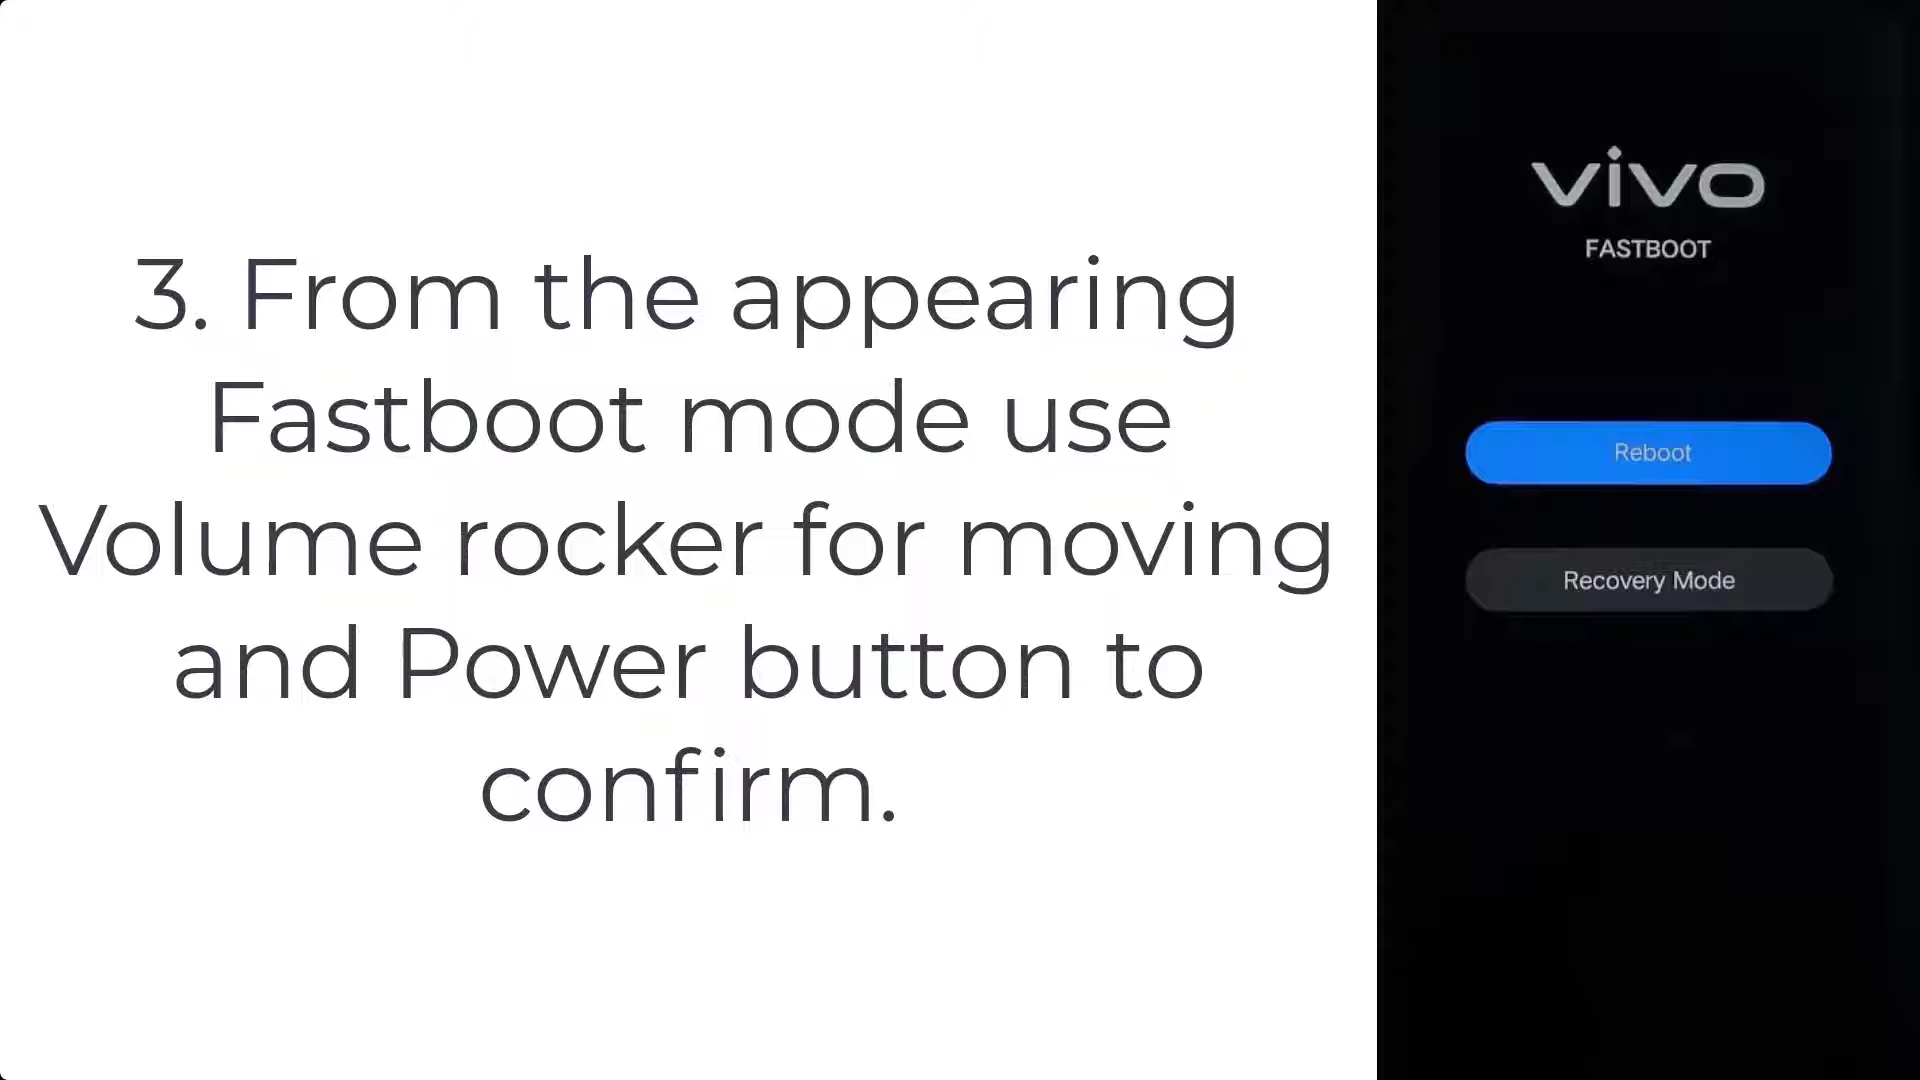 3. From the appearing
Fastboot mode use
Volume rocker for moving
and Power button to
confirm.
vivo
FASTBOOT
Reboot
Recovery Mode